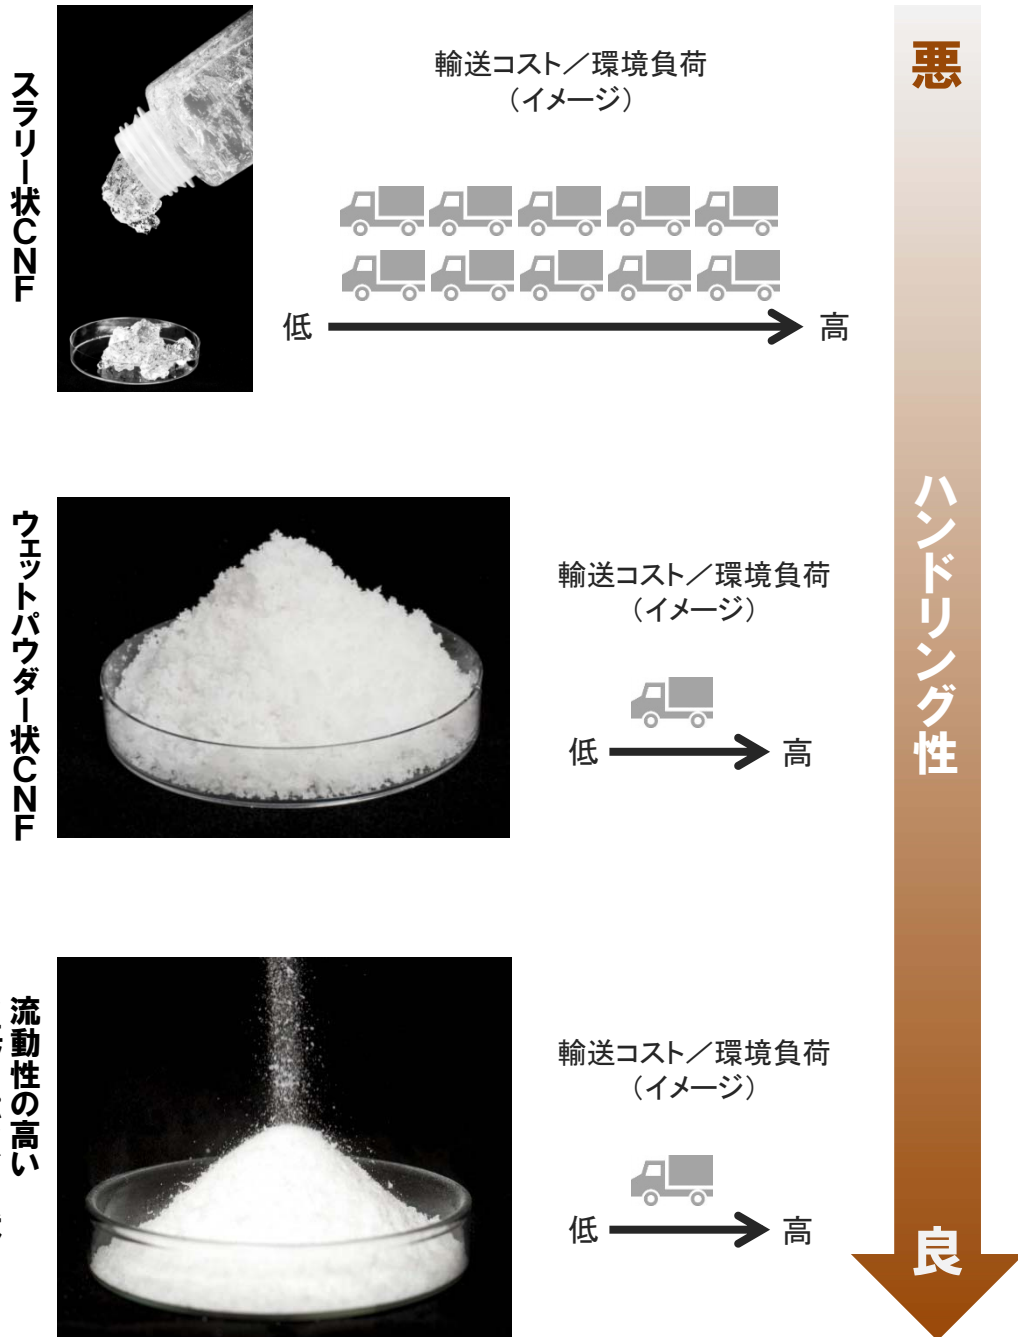 スラリー状CNF
輸送コスト／環境負荷
（イメージ）
低
高
ウェットパウダー状CNF
輸送コスト／環境負荷
（イメージ）
低
高
流動性の高い
輸送コスト／環境負荷
（イメージ）
低
高
悪
ハンドリング性
良